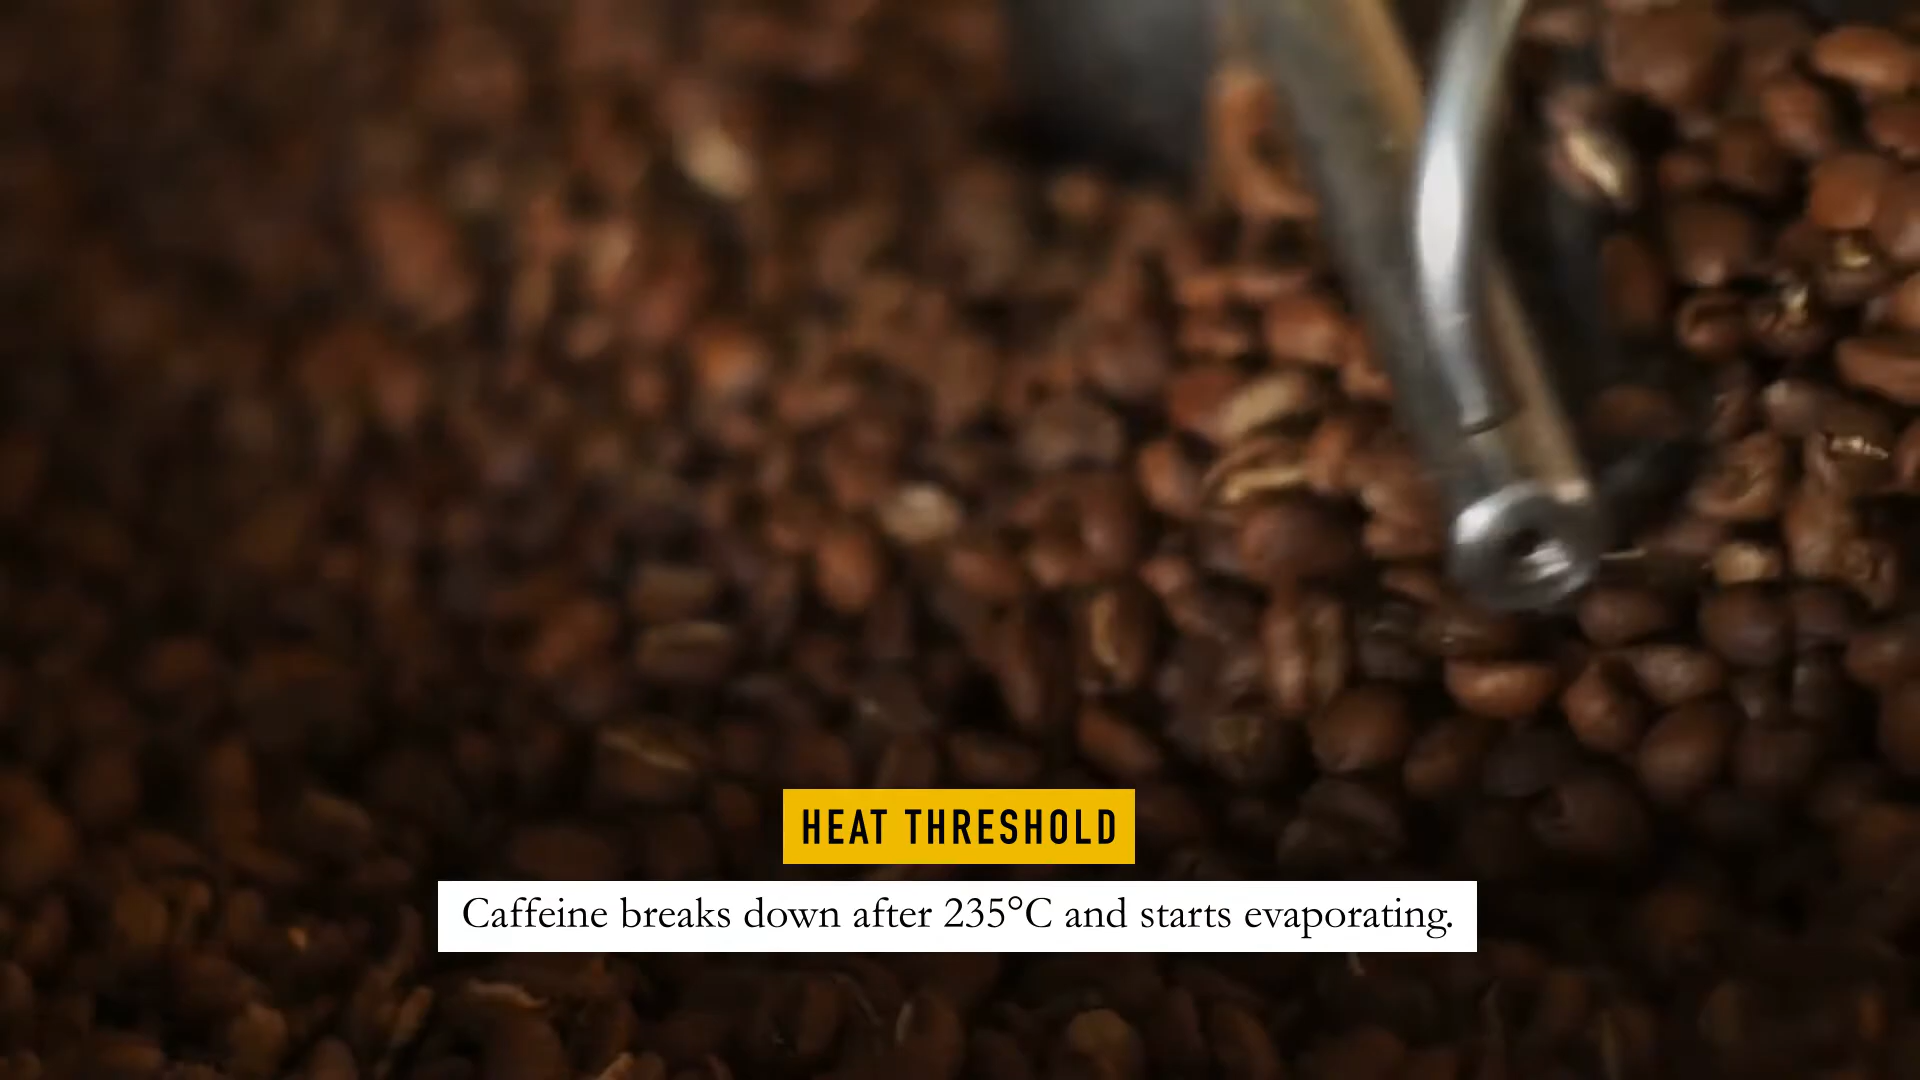 HEAT THRESHOLD
Caffeine breaks down after 235°C and starts evaporating.